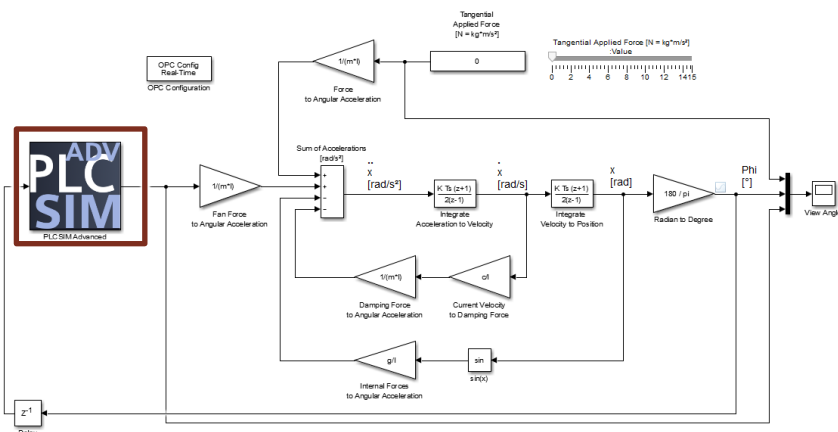 Tangential
Applied Force
[N = kg*m/s²]
0
Tangential Applied Force [N = kg*m/s²]
:Value
0 2 4 6 8 10 12 1415
OPC Config
Real-Time
OPC Configuration
1/(m*l)
Force
to Angular Acceleration
ADV
PLC
SIM
PLCSIM Advanced
1/(m*l)
Fan Force
to Angular Acceleration
Sum of Accelerations
[rad/s²]
+
+
−
−
..
x
[rad/s²]
K Ts (z+1)
2(z-1)
Integrate
Acceleration to Velocity
.
x
[rad/s]
K Ts (z+1)
2(z-1)
Integrate
Velocity to Position
x
[rad]
180 / pi
Radian to Degree
Phi
[°]
View Angle
1/(m*l)
Damping Force
to Angular Acceleration
c/l
Current Velocity
to Damping Force
g/l
Internal Forces
to Angular Acceleration
sin
sin(x)
z-1
Delay